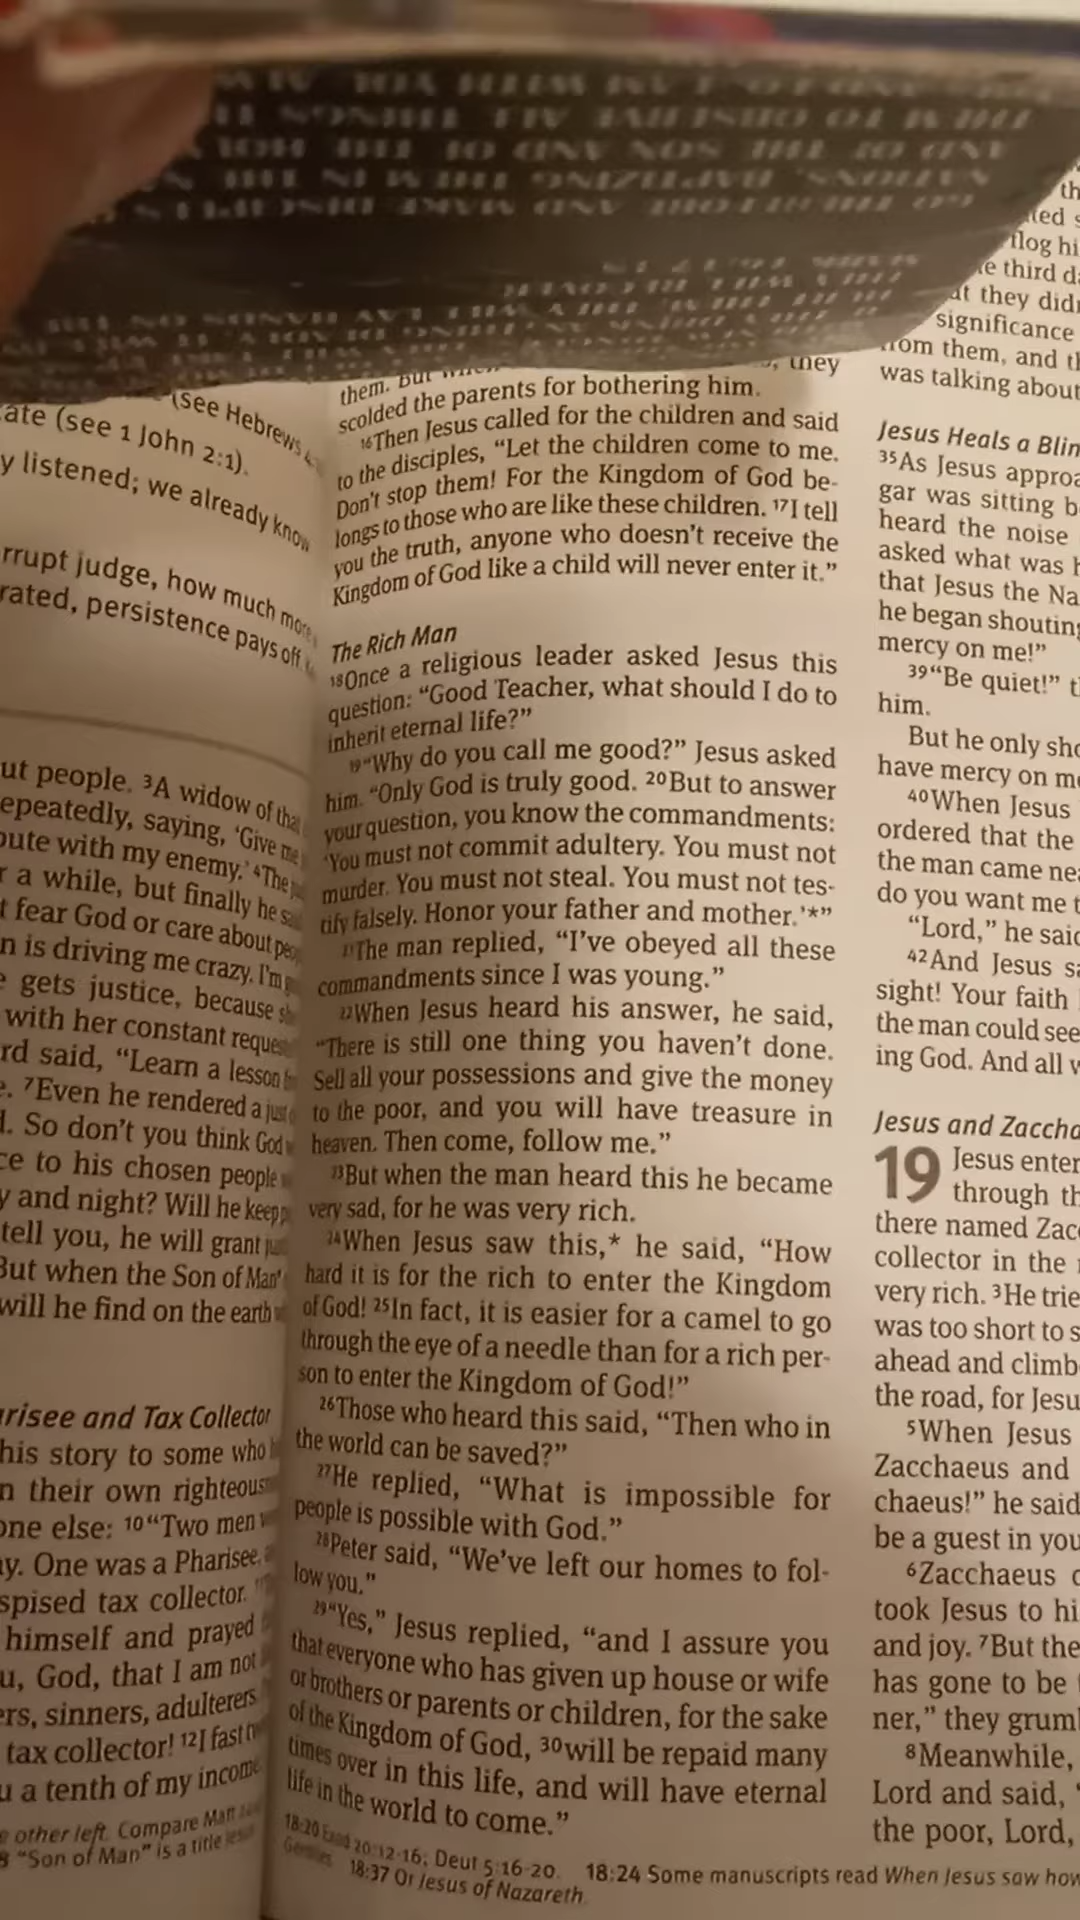 (see Hebrews
ate (see 1 John 2:1).
y listened; we already know
rrupt judge, how much more
rated, persistence pays off.
ut people. ³A widow of that
epeatedly, saying, ‘Give me
pute with my enemy.’ ⁴The
r a while, but finally he
t fear God or care about
n is driving me crazy. I’m
e gets justice, because
with her constant
rd said, “Learn a lesson
e. ⁷Even he rendered a just
d. So don’t you think God
ce to his chosen people
y and night? Will he keep
tell you, he will grant
But when the Son of Man
will he find on the earth
arisee and Tax Collector
his story to some who
n their own
one else: ¹⁰“Two men
y. One was a Pharisee,
spised tax collector.
himself and prayed
u, God, that I am not
ers, sinners, adulterers
tax collector! ¹²I fast
u a tenth of my income
e other left. Compare Matt
8 “Son of Man” is a title
them. But they
scolded the parents for bothering him.
¹⁶Then Jesus called for the children and said
to the disciples, “Let the children come to me.
Don’t stop them! For the Kingdom of God be-
longs to those who are like these children. ¹⁷I tell
you the truth, anyone who doesn’t receive the
Kingdom of God like a child will never enter it.”
The Rich Man
¹⁸Once a religious leader asked Jesus this
question: “Good Teacher, what should I do to
inherit eternal life?”
¹⁹“Why do you call me good?” Jesus asked
him. “Only God is truly good. ²⁰But to answer
your question, you know the commandments:
‘You must not commit adultery. You must not
murder. You must not steal. You must not tes-
tify falsely. Honor your father and mother.’*”
²¹The man replied, “I’ve obeyed all these
commandments since I was young.”
²²When Jesus heard his answer, he said,
“There is still one thing you haven’t done.
Sell all your possessions and give the money
to the poor, and you will have treasure in
heaven. Then come, follow me.”
²³But when the man heard this he became
very sad, for he was very rich.
²⁴When Jesus saw this,* he said, “How
hard it is for the rich to enter the Kingdom
of God! ²⁵In fact, it is easier for a camel to go
through the eye of a needle than for a rich per-
son to enter the Kingdom of God!”
²⁶Those who heard this said, “Then who in
the world can be saved?”
²⁷He replied, “What is impossible for
people is possible with God.”
²⁸Peter said, “We’ve left our homes to fol-
low you.”
²⁹“Yes,” Jesus replied, “and I assure you
that everyone who has given up house or wife
or brothers or parents or children, for the sake
of the Kingdom of God, ³⁰will be repaid many
times over in this life, and will have eternal
life in the world to come.”
th
ted s
flog hi
e third da
at they didn
significance
from them, and th
was talking about
Jesus Heals a Blin
³⁵As Jesus approa
gar was sitting b
heard the noise
asked what was h
that Jesus the Na
he began shouting
mercy on me!”
³⁹“Be quiet!” t
him.
But he only sho
have mercy on me
⁴⁰When Jesus
ordered that the
the man came nea
do you want me t
“Lord,” he said
⁴²And Jesus sa
sight! Your faith
the man could see
ing God. And all w
Jesus and Zaccha
19 Jesus enter
through th
there named Zacc
collector in the
very rich. ³He trie
was too short to s
ahead and climb
the road, for Jesu
⁵When Jesus
Zacchaeus and
chaeus!” he said
be a guest in you
⁶Zacchaeus c
took Jesus to hi
and joy. ⁷But the
has gone to be
ner,” they grum
⁸Meanwhile,
Lord and said, “
the poor, Lord,
18:20 Exod 20:12-16; Deut 5:16-20. 18:24 Some manuscripts read When Jesus saw how
Gentiles 18:37 Or Jesus of Nazareth.